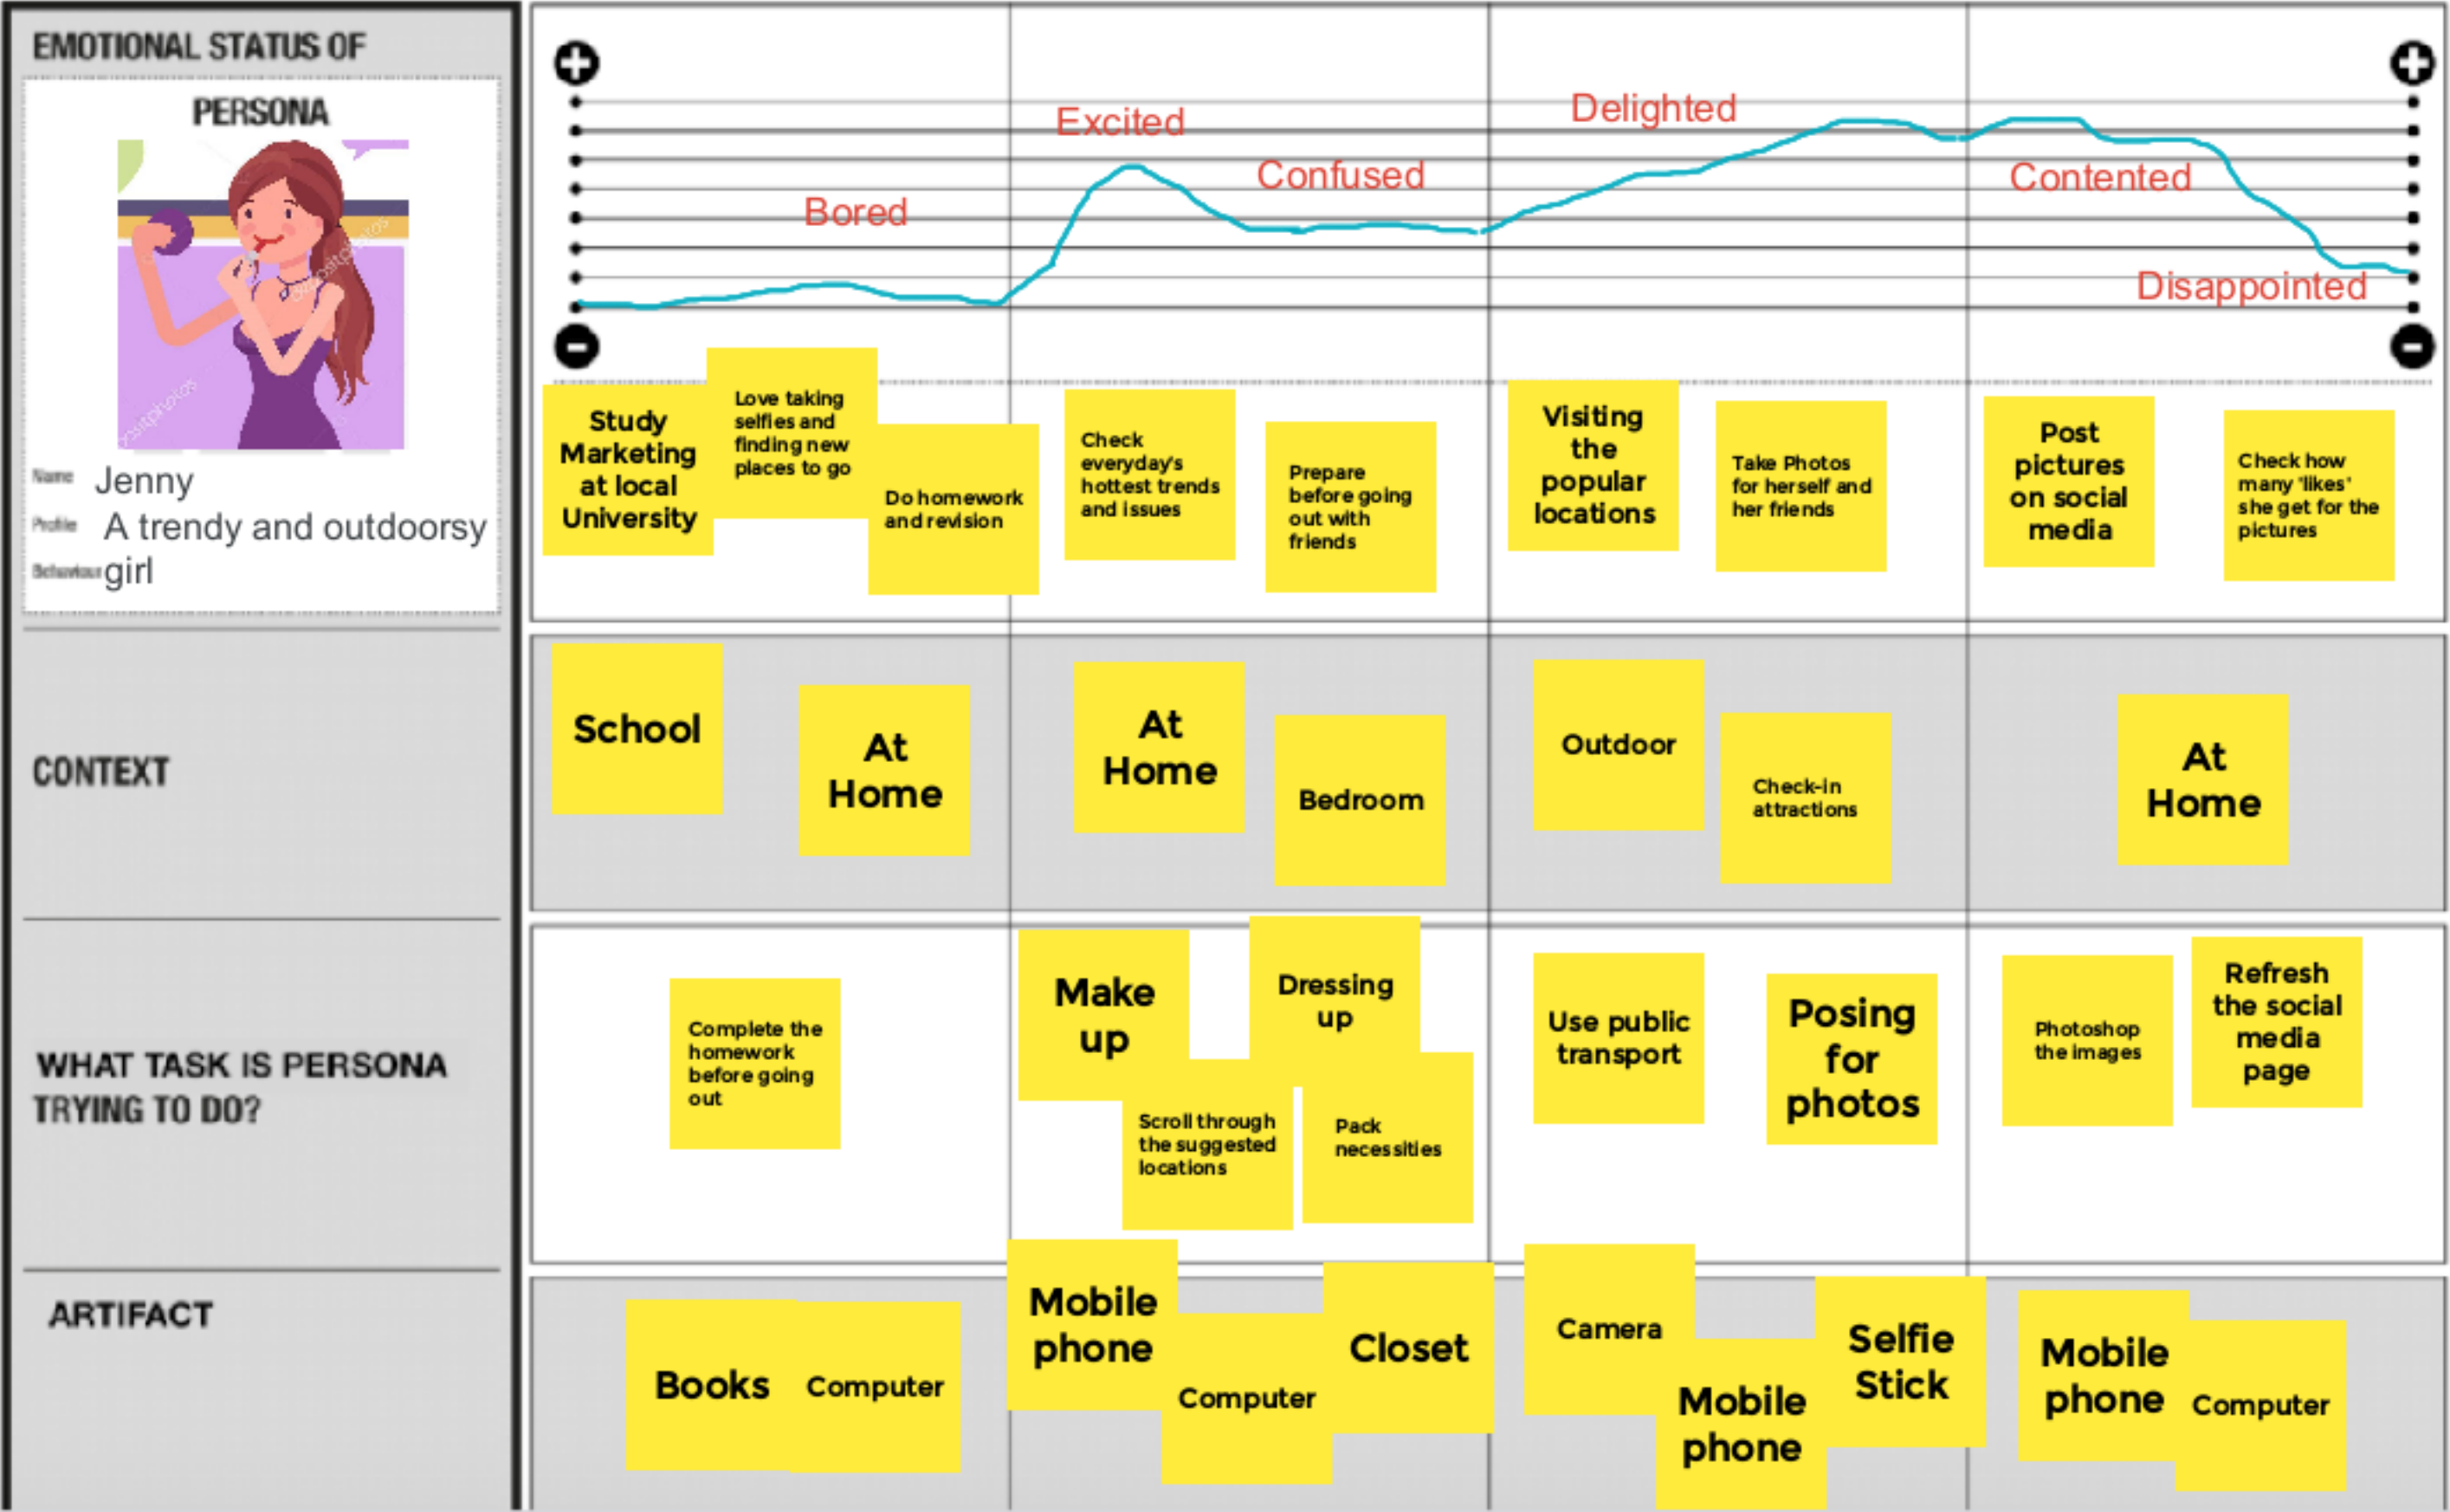 EMOTIONAL STATUS OF
PERSONA
Name Jenny
Profile A trendy and outdoorsy
Behaviour girl
Bored
Excited
Confused
Delighted
Contented
Disappointed
Study
Marketing
at local
University
Love taking
selfies and
finding new
places to go
Do homework
and revision
Check
everyday's
hottest trends
and issues
Prepare
before going
out with
friends
Visiting
the
popular
locations
Take Photos
for herself and
her friends
Post
pictures
on social
media
Check how
many 'likes'
she get for the
pictures
CONTEXT
School
At
Home
At
Home
Bedroom
Outdoor
Check-in
attractions
At
Home
WHAT TASK IS PERSONA
TRYING TO DO?
Complete the
homework
before going
out
Make
up
Dressing
up
Scroll through
the suggested
locations
Pack
necessities
Use public
transport
Posing
for
photos
Photoshop
the images
Refresh
the social
media
page
ARTIFACT
Books
Computer
Mobile
phone
Computer
Closet
Camera
Mobile
phone
Selfie
Stick
Mobile
phone
Computer